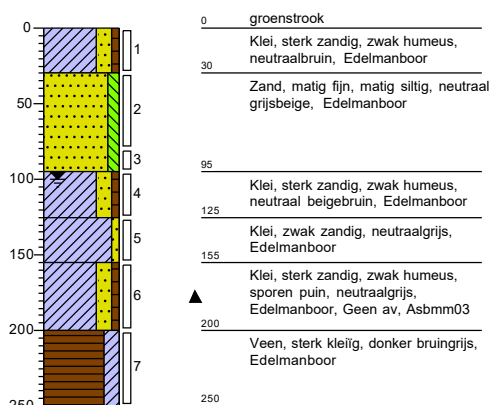 0
50
100
150
200
250
1
2
3
4
5
6
7
0 groenstrook
Klei, sterk zandig, zwak humeus,
neutraalbruin, Edelmanboor
30
Zand, matig fijn, matig siltig, neutraal
grijsbeige, Edelmanboor
95
Klei, sterk zandig, zwak humeus,
neutraal beigebruin, Edelmanboor
125
Klei, zwak zandig, neutraalgrijs,
Edelmanboor
155
Klei, sterk zandig, zwak humeus,
sporen puin, neutraalgrijs,
Edelmanboor, Geen av, Asbmm03
200
Veen, sterk kleiïg, donker bruingrijs,
Edelmanboor
250